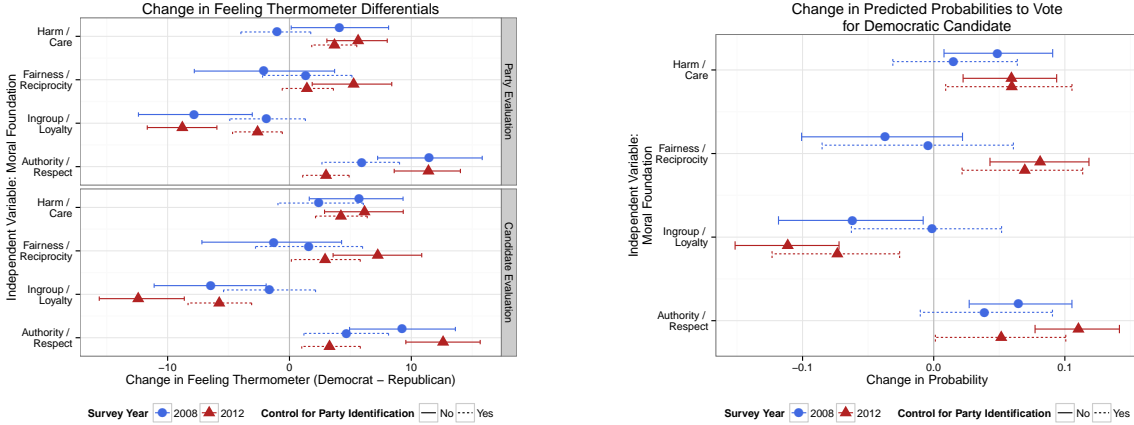 Change in Feeling Thermometer Differentials
Independent Variable: Moral Foundation
Harm /
Care
Fairness /
Reciprocity
Ingroup /
Loyalty
Authority /
Respect
Party Evaluation
Harm /
Care
Fairness /
Reciprocity
Ingroup /
Loyalty
Authority /
Respect
Candidate Evaluation
−10 0 10
Change in Feeling Thermometer (Democrat − Republican)
Survey Year 2008 2012 Control for Party Identification No Yes
Change in Predicted Probabilities to Vote
for Democratic Candidate
Independent Variable:
Moral Foundation
Harm /
Care
Fairness /
Reciprocity
Ingroup /
Loyalty
Authority /
Respect
−0.1 0.0 0.1
Change in Probability
Survey Year 2008 2012 Control for Party Identification No Yes